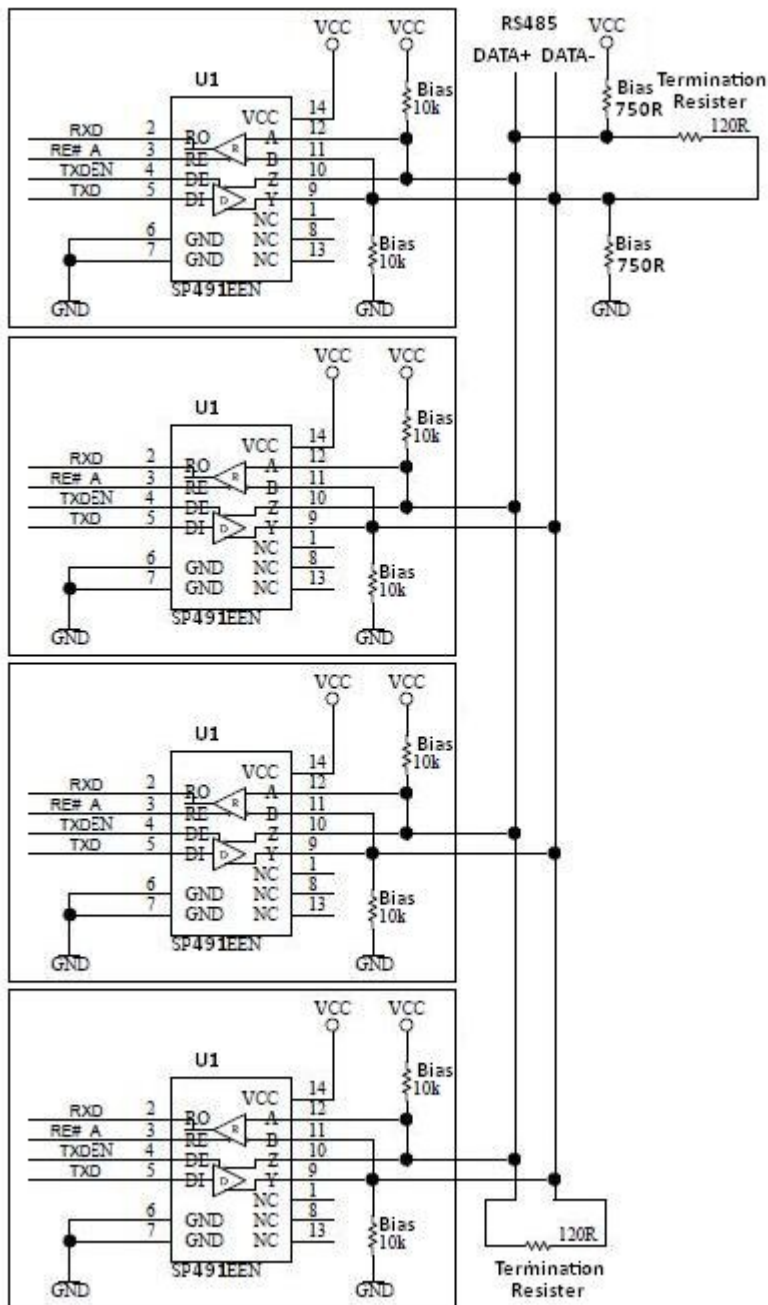 RS485
DATA+ DATA-
VCC
Bias
750R
Termination
Resister
120R
Bias
750R
GND
VCC
VCC
U1
Bias
10k
14
VCC
RXD 2 RO A 12
RE# A 3 RE R B 11
TXDEN 4 DE Z 10
TXD 5 DI D Y 9
NC 1
6 GND NC 8
7 GND NC 13
Bias
10k
SP491EEN
GND
GND
VCC
VCC
U1
Bias
10k
14
VCC
RXD 2 RO A 12
RE# A 3 RE R B 11
TXDEN 4 DE Z 10
TXD 5 DI D Y 9
NC 1
6 GND NC 8
7 GND NC 13
Bias
10k
SP491EEN
GND
GND
VCC
VCC
U1
Bias
10k
14
VCC
RXD 2 RO A 12
RE# A 3 RE R B 11
TXDEN 4 DE Z 10
TXD 5 DI D Y 9
NC 1
6 GND NC 8
7 GND NC 13
Bias
10k
SP491EEN
GND
GND
VCC
VCC
U1
Bias
10k
14
VCC
RXD 2 RO A 12
RE# A 3 RE R B 11
TXDEN 4 DE Z 10
TXD 5 DI D Y 9
NC 1
6 GND NC 8
7 GND NC 13
Bias
10k
SP491EEN
GND
GND
120R
Termination
Resister